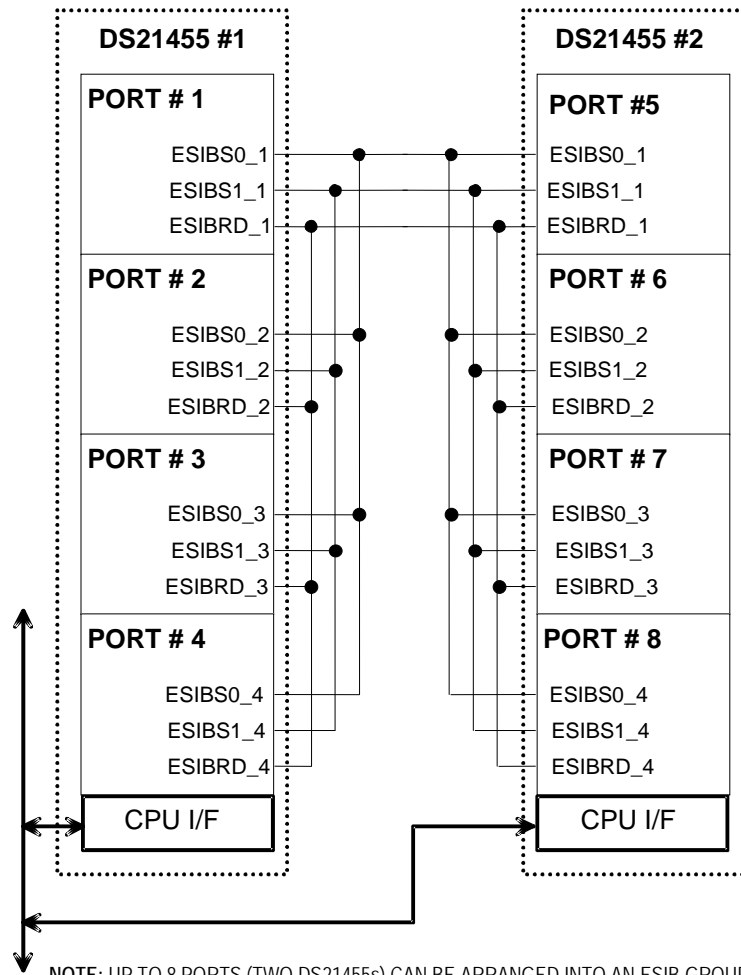 DS21455 #1
PORT # 1
ESIBS0_1
ESIBS1_1
ESIBRD_1
PORT # 2
ESIBS0_2
ESIBS1_2
ESIBRD_2
PORT # 3
ESIBS0_3
ESIBS1_3
ESIBRD_3
PORT # 4
ESIBS0_4
ESIBS1_4
ESIBRD_4
CPU I/F
DS21455 #2
PORT #5
ESIBS0_1
ESIBS1_1
ESIBRD_1
PORT # 6
ESIBS0_2
ESIBS1_2
ESIBRD_2
PORT # 7
ESIBS0_3
ESIBS1_3
ESIBRD_3
PORT # 8
ESIBS0_4
ESIBS1_4
ESIBRD_4
CPU I/F
NOTE: UP TO 8 PORTS (TWO DS21455s) CAN BE ARRANGED INTO AN ESIB GROUP